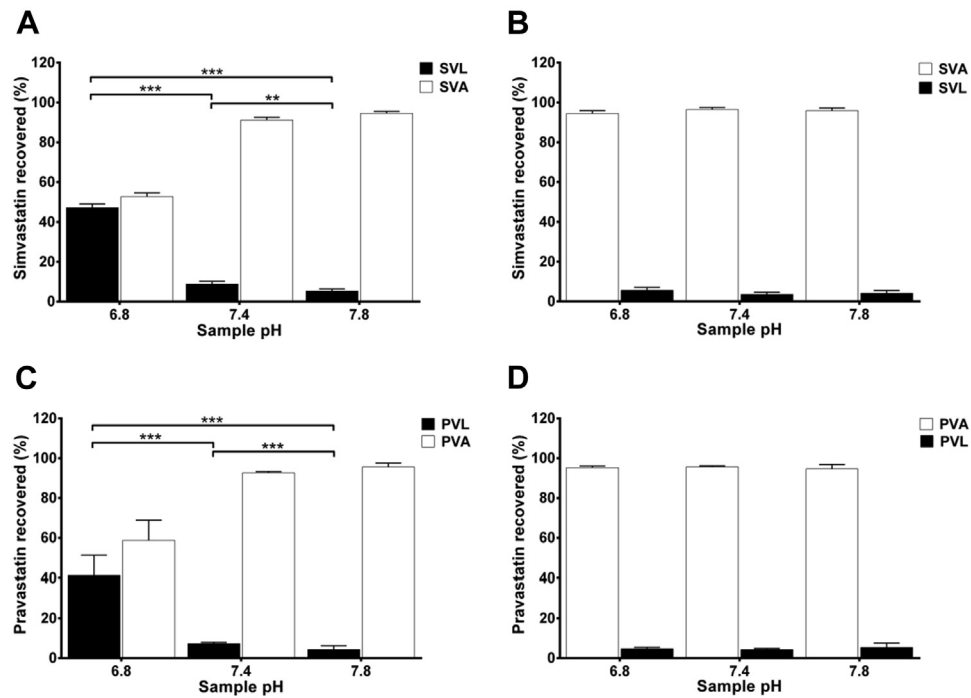 A
Simvastatin recovered (%)
120
100
80
60
40
20
0
***
***
**
SVL
SVA
6.8
7.4
7.8
Sample pH
B
Simvastatin recovered (%)
120
100
80
60
40
20
0
SVA
SVL
6.8
7.4
7.8
Sample pH
C
Pravastatin recovered (%)
120
100
80
60
40
20
0
***
***
***
PVL
PVA
6.8
7.4
7.8
Sample pH
D
Pravastatin recovered (%)
120
100
80
60
40
20
0
PVA
PVL
6.8
7.4
7.8
Sample pH